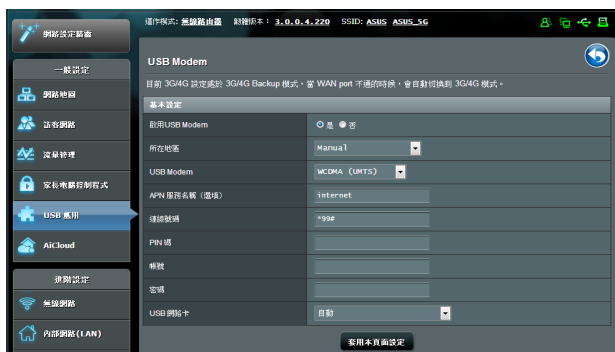 運作模式: 無線路由器 韌體版本: 3.0.0.4.220 SSID: ASUS ASUS_5G
網路設定精靈
一般設定
網路地圖
訪客網路
流量管理
家長電腦控制程式
USB 應用
AiCloud
進階設定
無線網路
內部網路(LAN)
USB Modem
目前 3G/4G 設定處於 3G/4G Backup 模式,當 WAN port 不通的時候,會自動切換到 3G/4G 模式。
基本設定
啟用USB Modem 是 否
所在地區 Manual
USB Modem WCDMA (UMTS)
APN 服務名稱(選項) internet
連線號碼 *99#
PIN 碼
帳號
密碼
USB 網路卡 自動
套用本頁面設定